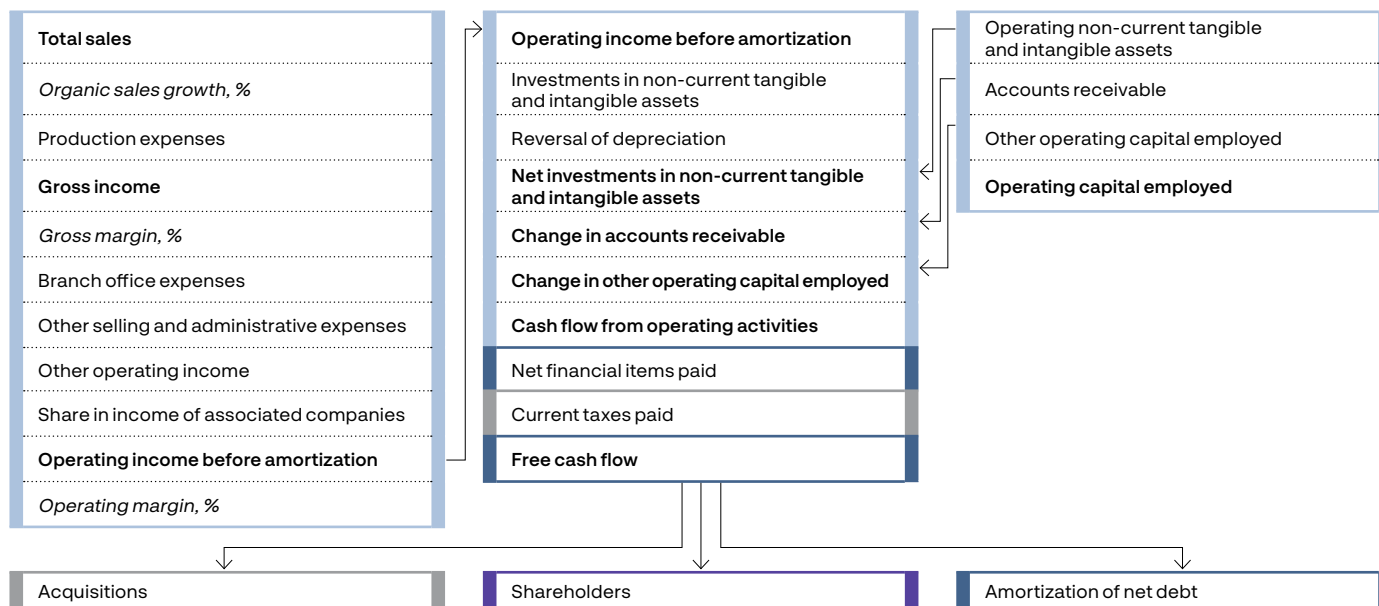 Total sales
Organic sales growth, %
Production expenses
Gross income
Gross margin, %
Branch office expenses
Other selling and administrative expenses
Other operating income
Share in income of associated companies
Operating income before amortization
Operating margin, %
Operating income before amortization
Investments in non-current tangible
and intangible assets
Reversal of depreciation
Net investments in non-current tangible
and intangible assets
Change in accounts receivable
Change in other operating capital employed
Cash flow from operating activities
Net financial items paid
Current taxes paid
Free cash flow
Operating non-current tangible
and intangible assets
Accounts receivable
Other operating capital employed
Operating capital employed
Acquisitions
Shareholders
Amortization of net debt